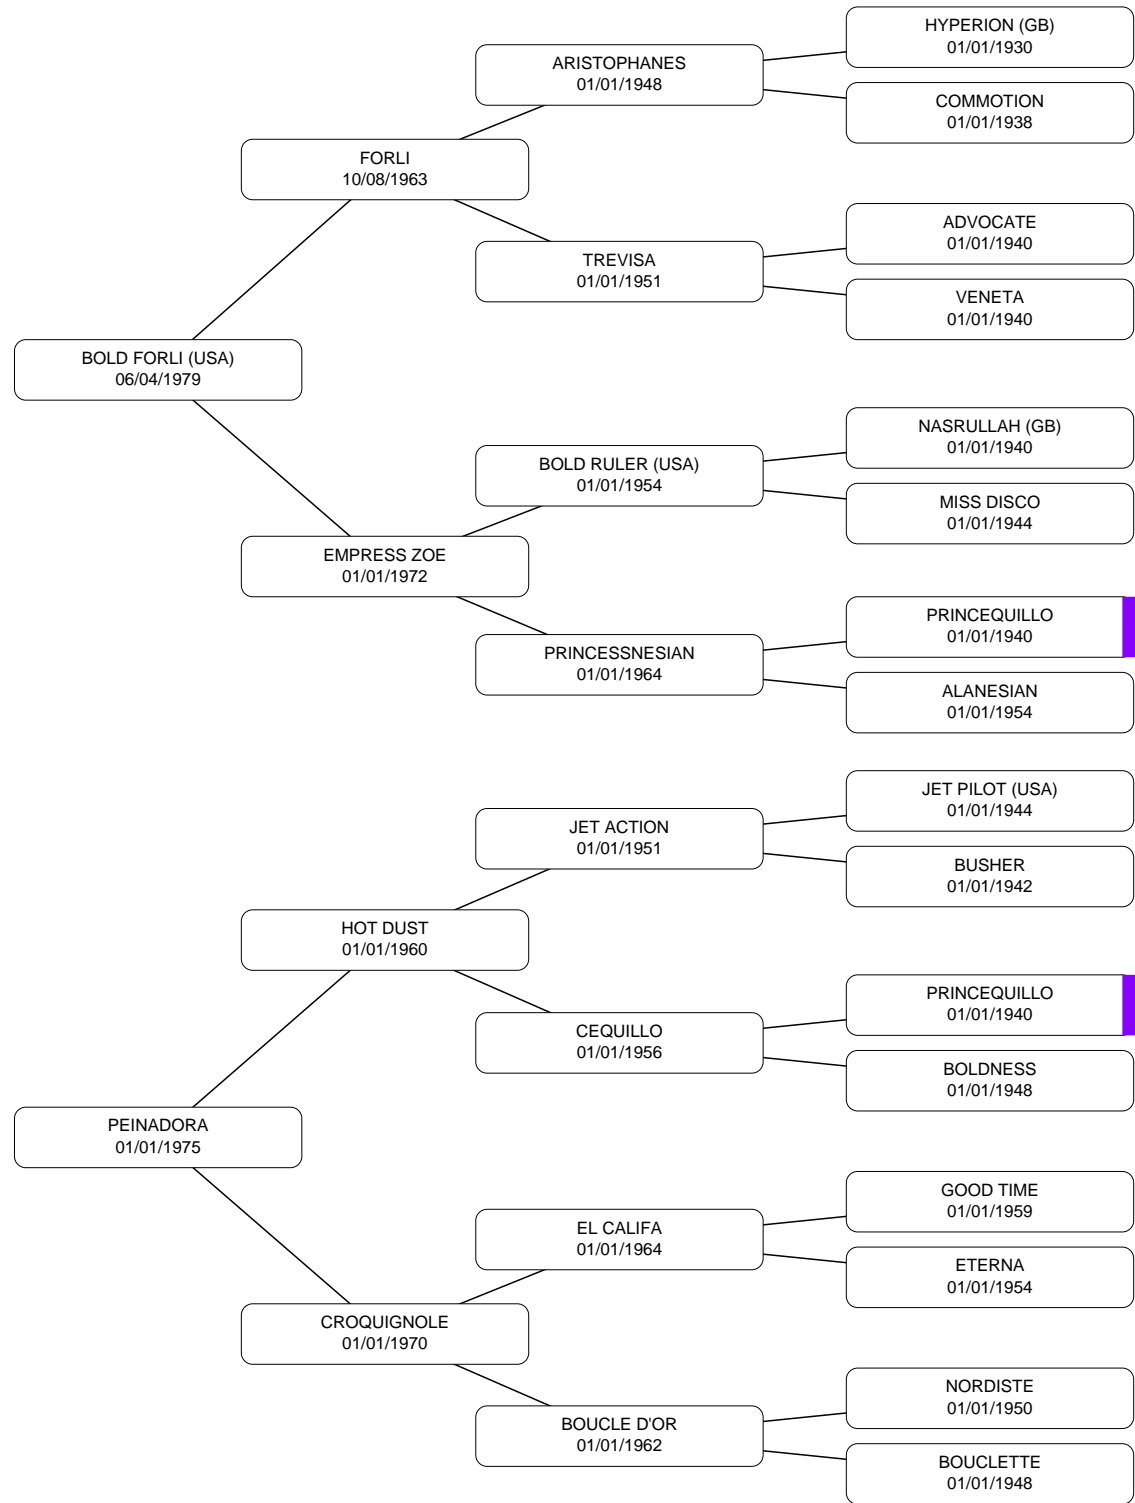 HYPERION (GB)
01/01/1930
ARISTOPHANES
01/01/1948
COMMOTION
01/01/1938
FORLI
10/08/1963
ADVOCATE
01/01/1940
TREVISA
01/01/1951
VENETA
01/01/1940
BOLD FORLI (USA)
06/04/1979
NASRULLAH (GB)
01/01/1940
BOLD RULER (USA)
01/01/1954
MISS DISCO
01/01/1944
EMPRESS ZOE
01/01/1972
PRINCEQUILLO
01/01/1940
PRINCESSNESIAN
01/01/1964
ALANESIAN
01/01/1954
JET PILOT (USA)
01/01/1944
JET ACTION
01/01/1951
BUSHER
01/01/1942
HOT DUST
01/01/1960
PRINCEQUILLO
01/01/1940
CEQUILLO
01/01/1956
BOLDNESS
01/01/1948
PEINADORA
01/01/1975
GOOD TIME
01/01/1959
EL CALIFA
01/01/1964
ETERNA
01/01/1954
CROQUIGNOLE
01/01/1970
NORDISTE
01/01/1950
BOUCLE D'OR
01/01/1962
BOUCLETTE
01/01/1948